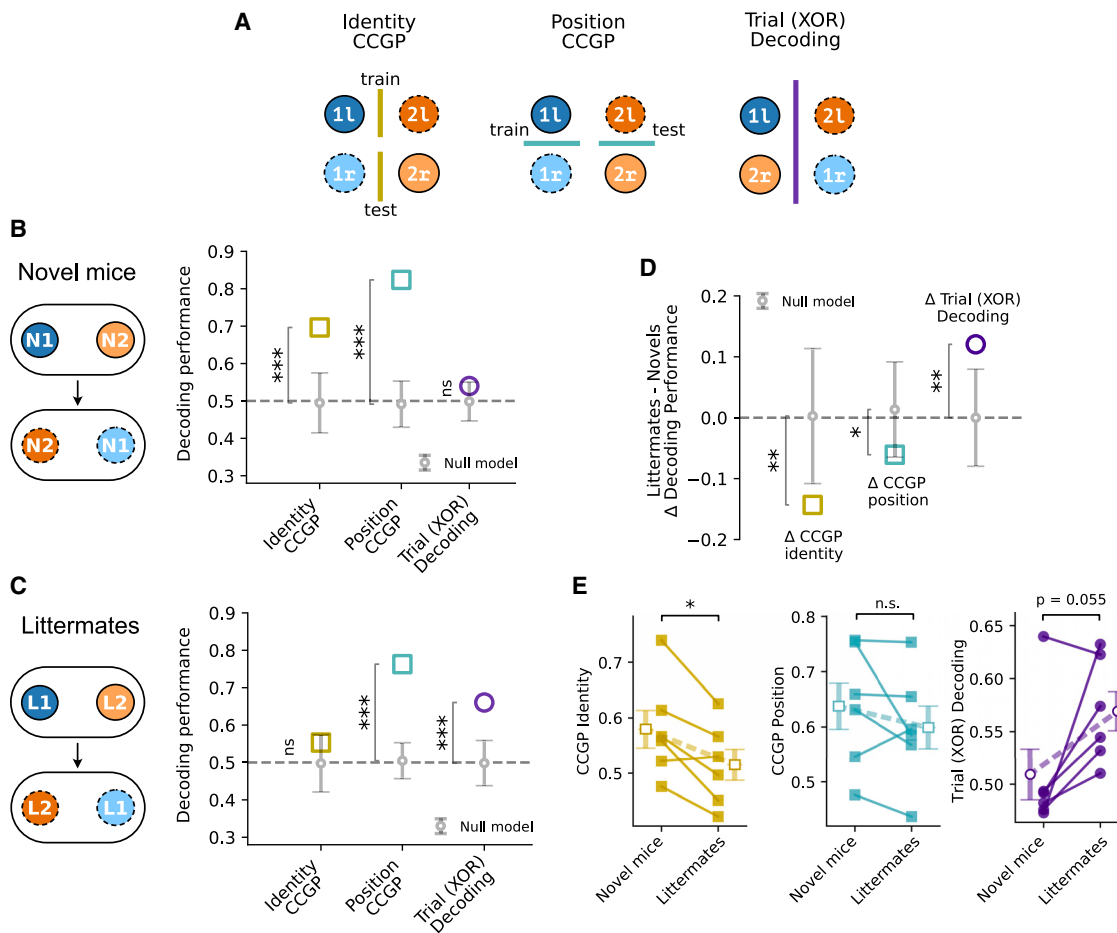 A
Identity
CCGP
Position
CCGP
Trial (XOR)
Decoding
train
1l
2l
1r
2r
test
train
1l
2l
test
1r
2r
1l
2l
2r
1r
B
Novel mice
N1
N2
N2
N1
Decoding performance
0.9
0.8
0.7
0.6
0.5
0.4
0.3
***
***
ns
Null model
Identity
CCGP
Position
CCGP
Trial (XOR)
Decoding
C
Littermates
L1
L2
L2
L1
Decoding performance
0.9
0.8
0.7
0.6
0.5
0.4
0.3
ns
***
***
Null model
Identity
CCGP
Position
CCGP
Trial (XOR)
Decoding
D
Littermates - Novels
Δ Decoding Performance
0.2
0.1
0.0
−0.1
−0.2
Null model
Δ Trial (XOR)
Decoding
**
*
**
Δ CCGP
position
Δ CCGP
identity
E
CCGP Identity
0.7
0.6
0.5
*
Novel mice
Littermates
CCGP Position
0.8
0.7
0.6
0.5
n.s.
Novel mice
Littermates
Trial (XOR) Decoding
0.65
0.60
0.55
0.50
p = 0.055
Novel mice
Littermates